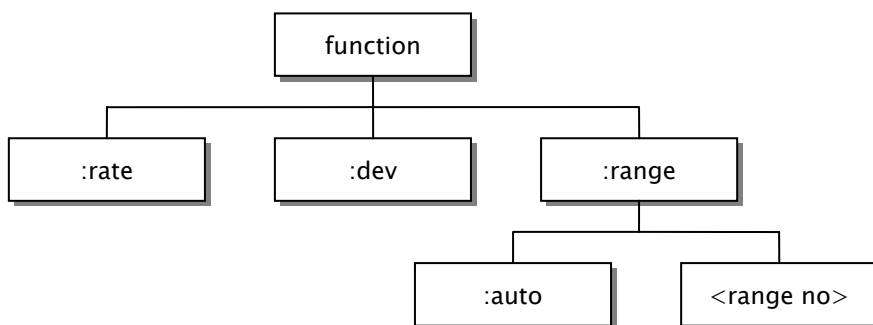 function
:rate
:dev
:range
:auto
<range no>